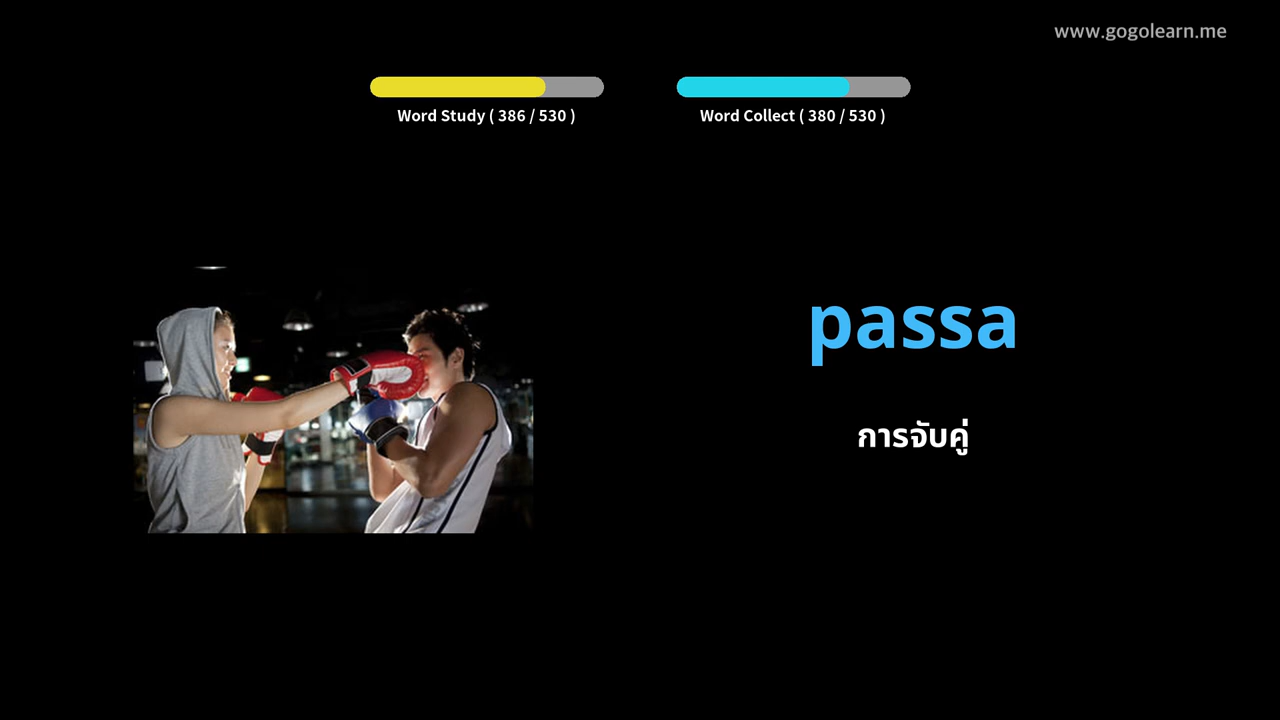 www.gogolearn.me
Word Study ( 386 / 530 )
Word Collect ( 380 / 530 )
passa
การจับคู่